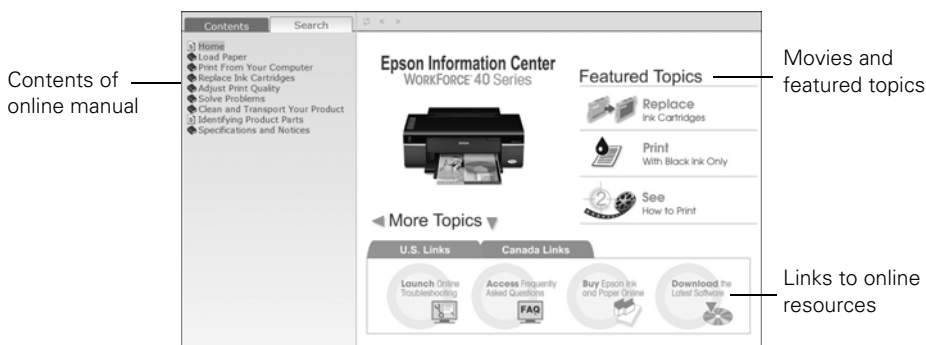 Contents of
online manual
Contents
Search
Home
Load Paper
Print From Your Computer
Replace Ink Cartridges
Adjust Print Quality
Solve Problems
Clean and Transport Your Product
Identifying Product Parts
Specifications and Notices
Epson Information Center
WORKFORCE 40 Series
EPSON
Featured Topics
Replace
Ink Cartridges
Print
With Black Ink Only
2
See
How to Print
More Topics
U.S. Links
Canada Links
Launch Online
Troubleshooting
Access Frequently
Asked Questions
FAQ
Buy Epson Ink
and Paper Online
Download the
Latest Software
Movies and
featured topics
Links to online
resources